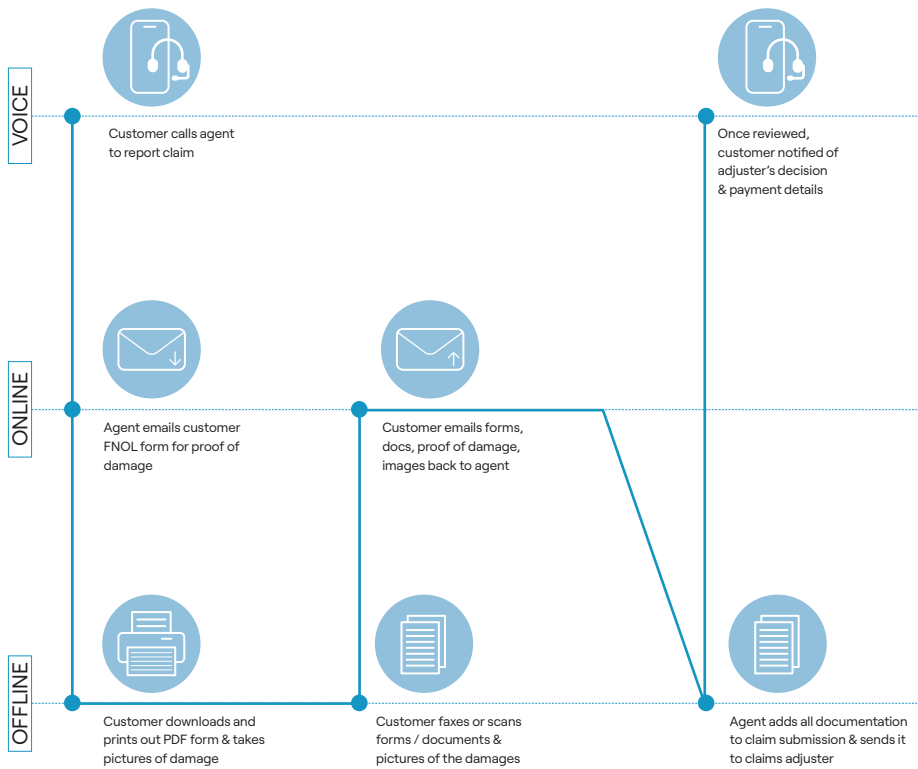 VOICE
Customer calls agent
to report claim
Once reviewed,
customer notified of
adjuster's decision
& payment details
ONLINE
Agent emails customer
FNOL form for proof of
damage
Customer emails forms,
docs, proof of damage,
images back to agent
OFFLINE
Customer downloads and
prints out PDF form & takes
pictures of damage
Customer faxes or scans
forms / documents &
pictures of the damages
Agent adds all documentation
to claim submission & sends it
to claims adjuster